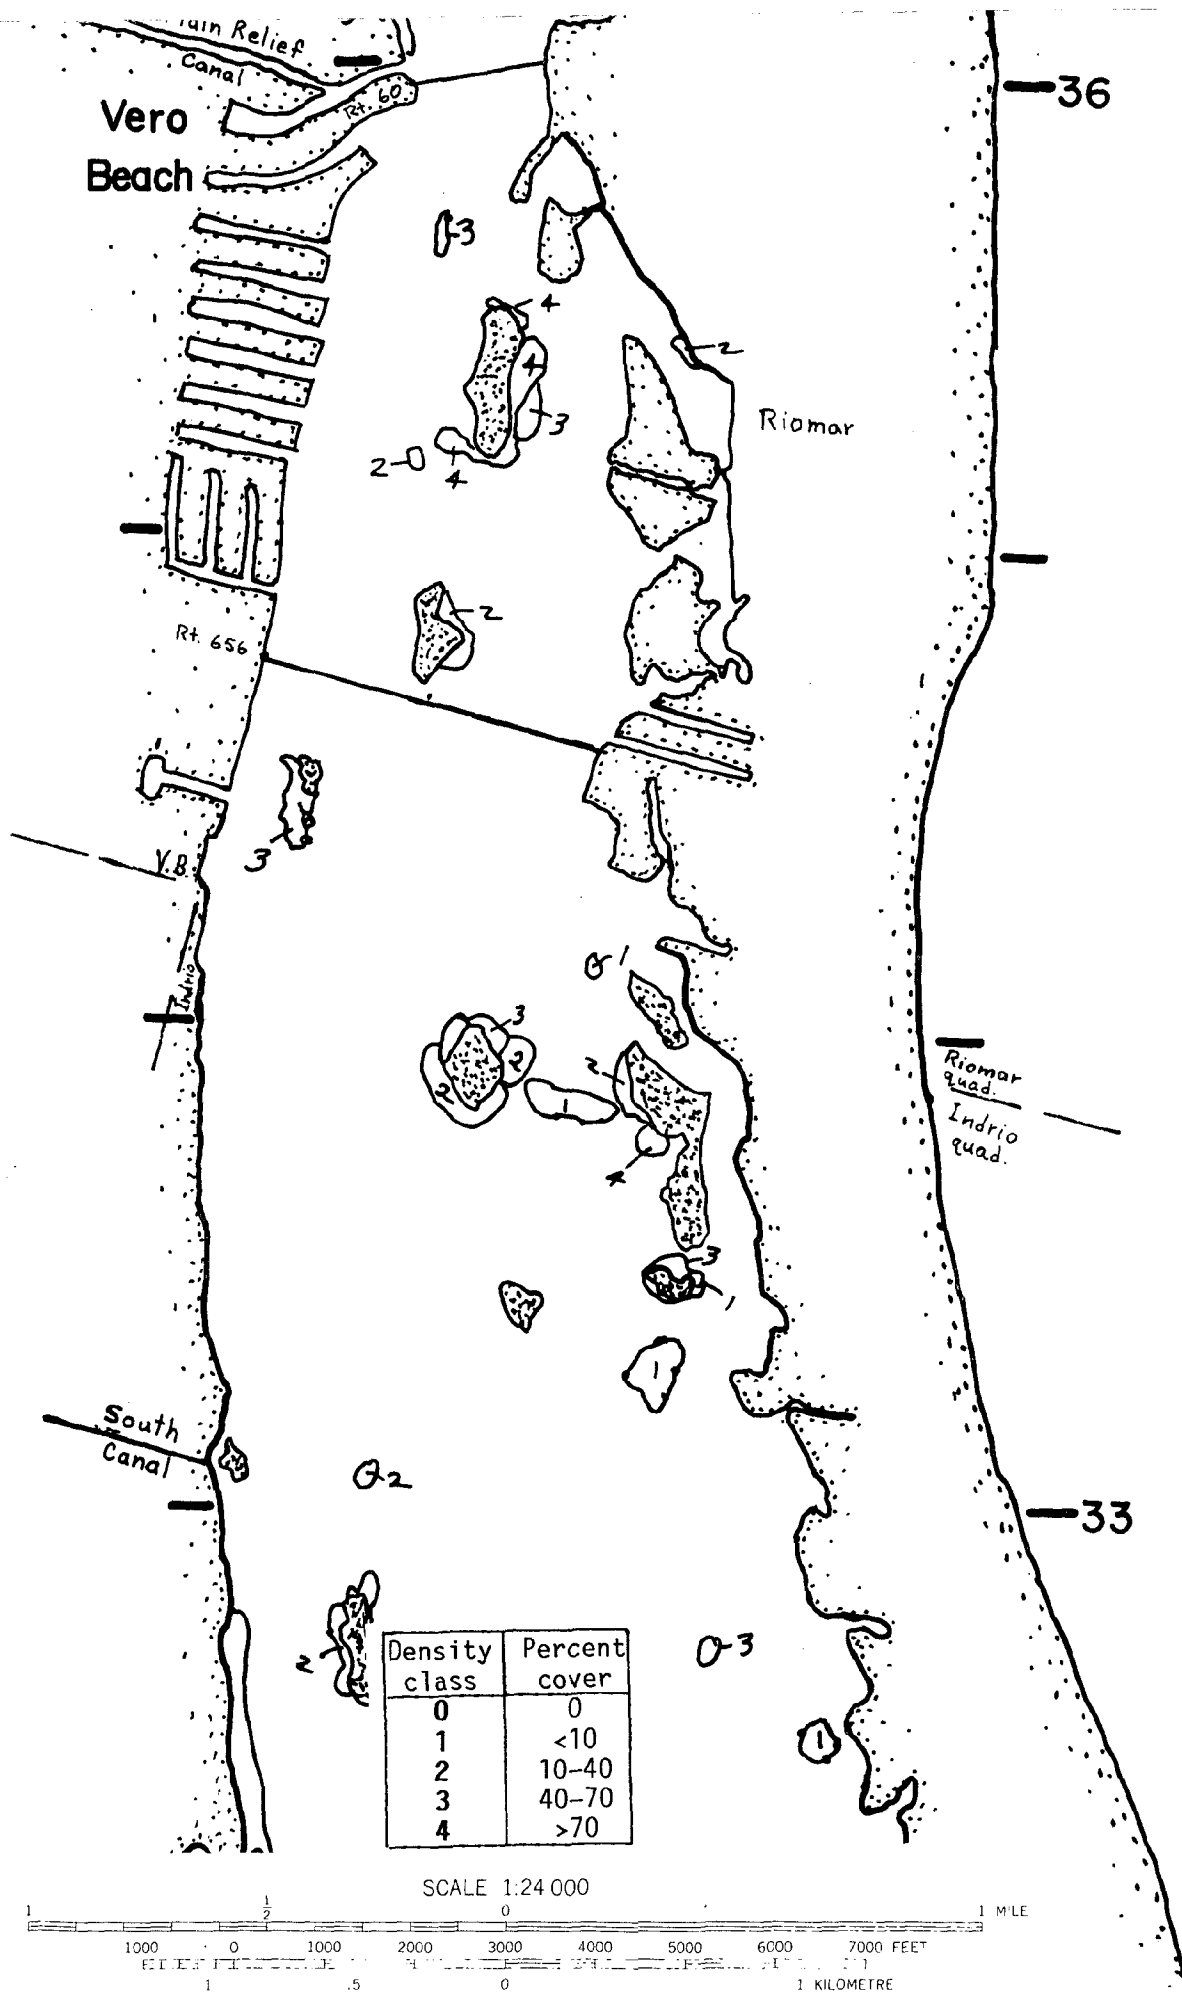 Relief
Canal
Rt. 60
36
Vero
Beach
3
4
4
2
3
Riomar
2
4
2
Rt. 656
3
V.B.
1
Indrio
3
2
2
2
1
Riomar
quad.
Indrio
quad.
4
3
1
1
South
Canal
2
33
2
3
1
Density class Percent cover
0 0
1 <10
2 10-40
3 40-70
4 >70
SCALE 1:24 000
1 1/2 0 1 MILE
1000 0 1000 2000 3000 4000 5000 6000 7000 FEET
1 .5 0 1 KILOMETRE